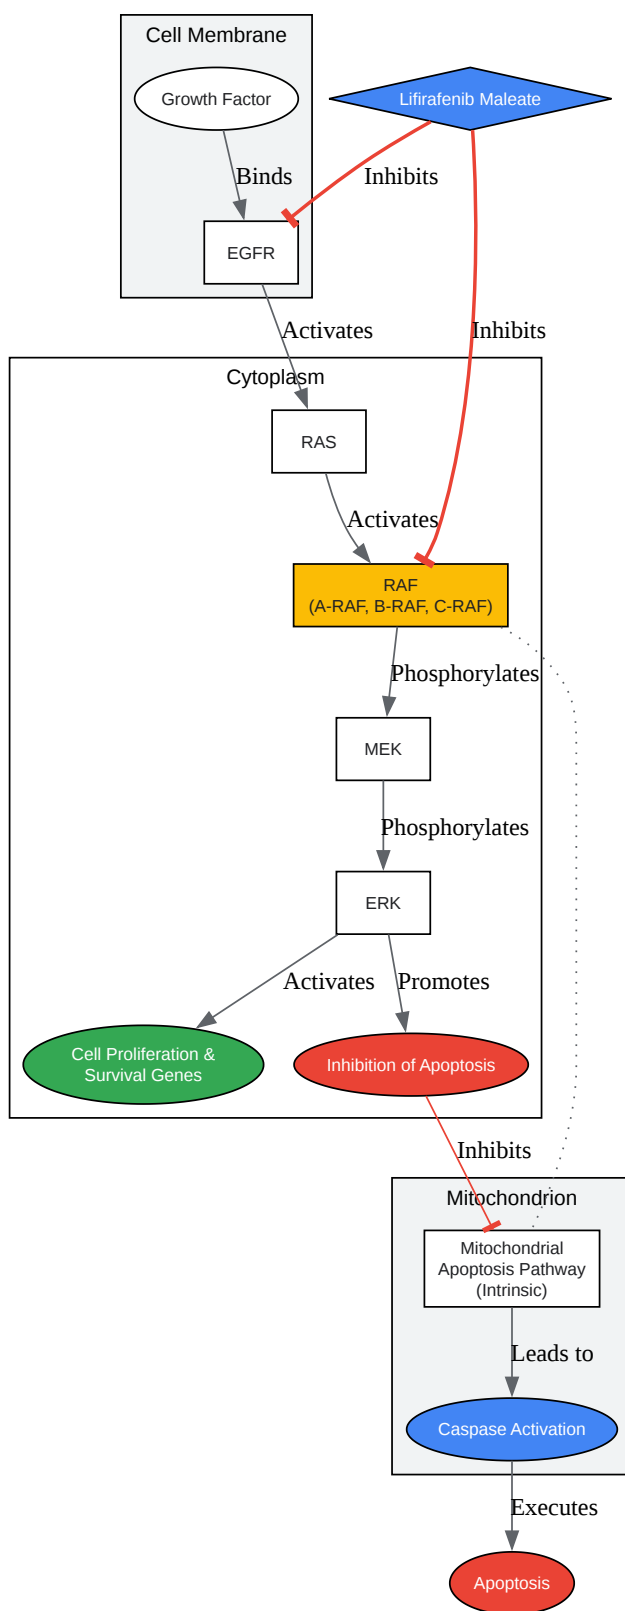 Cell Membrane
Growth Factor
Lifirafenib Maleate
Binds
Inhibits
EGFR
Activates
Inhibits
Cytoplasm
RAS
Activates
RAF
(A-RAF, B-RAF, C-RAF)
Phosphorylates
MEK
Phosphorylates
ERK
Activates
Promotes
Cell Proliferation &
Survival Genes
Inhibition of Apoptosis
Inhibits
Mitochondrion
Mitochondrial
Apoptosis Pathway
(Intrinsic)
Leads to
Caspase Activation
Executes
Apoptosis